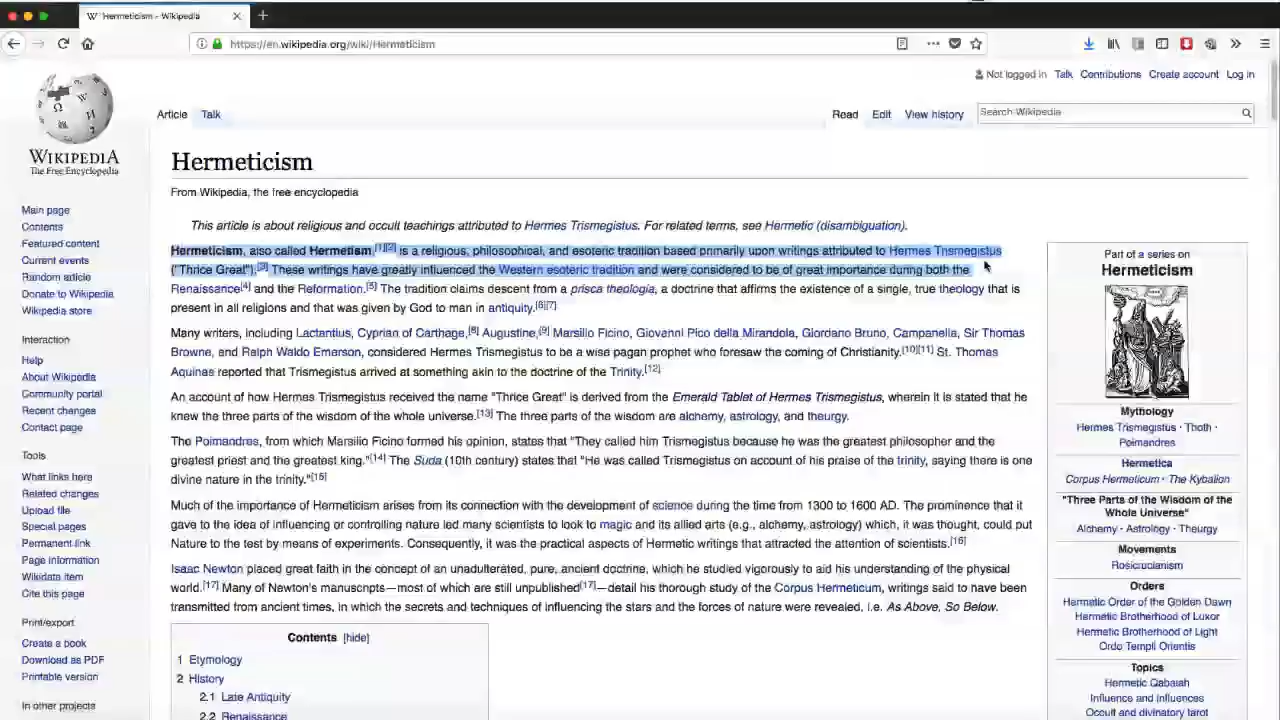 Hermeticism - Wikipedia
https://en.wikipedia.org/wiki/Hermeticism
Not logged in Talk Contributions Create account Log in
Article Talk Read Edit View history Search Wikipedia
WIKIPEDIA
The Free Encyclopedia
Main page
Contents
Featured content
Current events
Random article
Donate to Wikipedia
Wikipedia store
Interaction
Help
About Wikipedia
Community portal
Recent changes
Contact page
Tools
What links here
Related changes
Upload file
Special pages
Permanent link
Page information
Wikidata item
Cite this page
Print/export
Create a book
Download as PDF
Printable version
In other projects
Hermeticism
From Wikipedia, the free encyclopedia
This article is about religious and occult teachings attributed to Hermes Trismegistus. For related terms, see Hermetic (disambiguation).
Hermeticism, also called Hermetism,[1][2] is a religious, philosophical, and esoteric tradition based primarily upon writings attributed to Hermes Trismegistus
("Thrice Great").[3] These writings have greatly influenced the Western esoteric tradition and were considered to be of great importance during both the
Renaissance[4] and the Reformation.[5] The tradition claims descent from a prisca theologia, a doctrine that affirms the existence of a single, true theology that is
present in all religions and that was given by God to man in antiquity.[6][7]
Many writers, including Lactantius, Cyprian of Carthage,[8] Augustine,[9] Marsilio Ficino, Giovanni Pico della Mirandola, Giordano Bruno, Campanella, Sir Thomas
Browne, and Ralph Waldo Emerson, considered Hermes Trismegistus to be a wise pagan prophet who foresaw the coming of Christianity.[10][11] St. Thomas
Aquinas reported that Trismegistus arrived at something akin to the doctrine of the Trinity.[12]
An account of how Hermes Trismegistus received the name "Thrice Great" is derived from the Emerald Tablet of Hermes Trismegistus, wherein it is stated that he
knew the three parts of the wisdom of the whole universe.[13] The three parts of the wisdom are alchemy, astrology, and theurgy.
The Poimandres, from which Marsilio Ficino formed his opinion, states that "They called him Trismegistus because he was the greatest philosopher and the
greatest priest and the greatest king."[14] The Suda (10th century) states that "He was called Trismegistus on account of his praise of the trinity, saying there is one
divine nature in the trinity."[15]
Much of the importance of Hermeticism arises from its connection with the development of science during the time from 1300 to 1600 AD. The prominence that it
gave to the idea of influencing or controlling nature led many scientists to look to magic and its allied arts (e.g., alchemy, astrology) which, it was thought, could put
Nature to the test by means of experiments. Consequently, it was the practical aspects of Hermetic writings that attracted the attention of scientists.[16]
Isaac Newton placed great faith in the concept of an unadulterated, pure, ancient doctrine, which he studied vigorously to aid his understanding of the physical
world.[17] Many of Newton's manuscripts—most of which are still unpublished[17]—detail his thorough study of the Corpus Hermeticum, writings said to have been
transmitted from ancient times, in which the secrets and techniques of influencing the stars and the forces of nature were revealed, i.e. As Above, So Below.
Contents [hide]
1 Etymology
2 History
2.1 Late Antiquity
2.2 Renaissance
Part of a series on
Hermeticism
Mythology
Hermes Trismegistus · Thoth ·
Poimandres
Hermetica
Corpus Hermeticum · The Kybalion
"Three Parts of the Wisdom of the
Whole Universe"
Alchemy · Astrology · Theurgy
Movements
Rosicrucianism
Orders
Hermetic Order of the Golden Dawn
Hermetic Brotherhood of Luxor
Hermetic Brotherhood of Light
Ordo Templi Orientis
Topics
Hermetic Qabalah
Influence and Influences
Occult and divinatory tarot